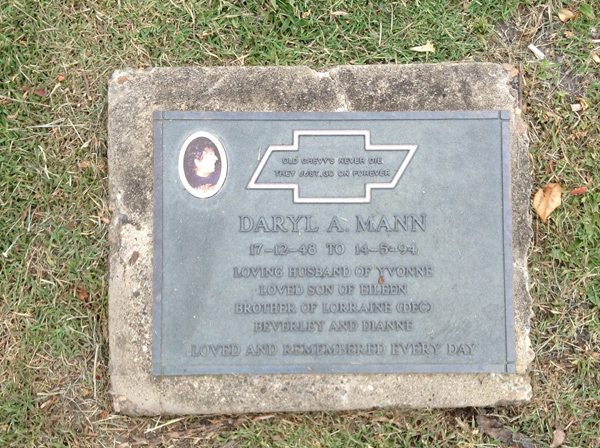 OLD CHEVY'S NEVER DIE
THEY JUST GO ON FOREVER
DARYL A. MANN
17-12-48 TO 14-5-94
LOVING HUSBAND OF YVONNE
LOVED SON OF EILEEN
BROTHER OF LORRAINE (DEC)
BEVERLEY AND DIANNE
LOVED AND REMEMBERED EVERY DAY